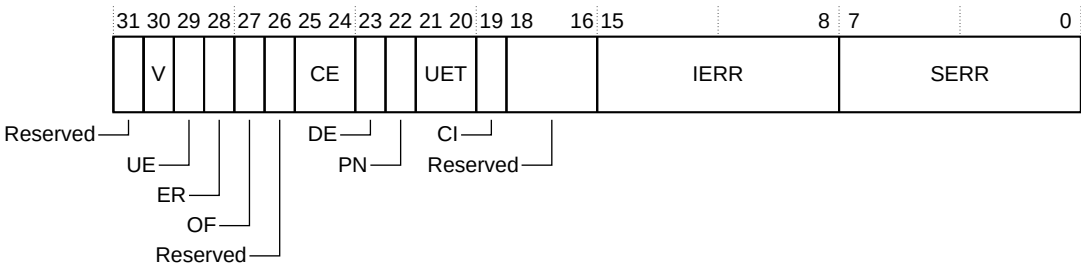 31 30 29 28 27 26 25 24 23 22 21 20 19 18 16 15 8 7 0
V CE UET IERR SERR
Reserved DE CI
UE PN Reserved
ER
OF
Reserved